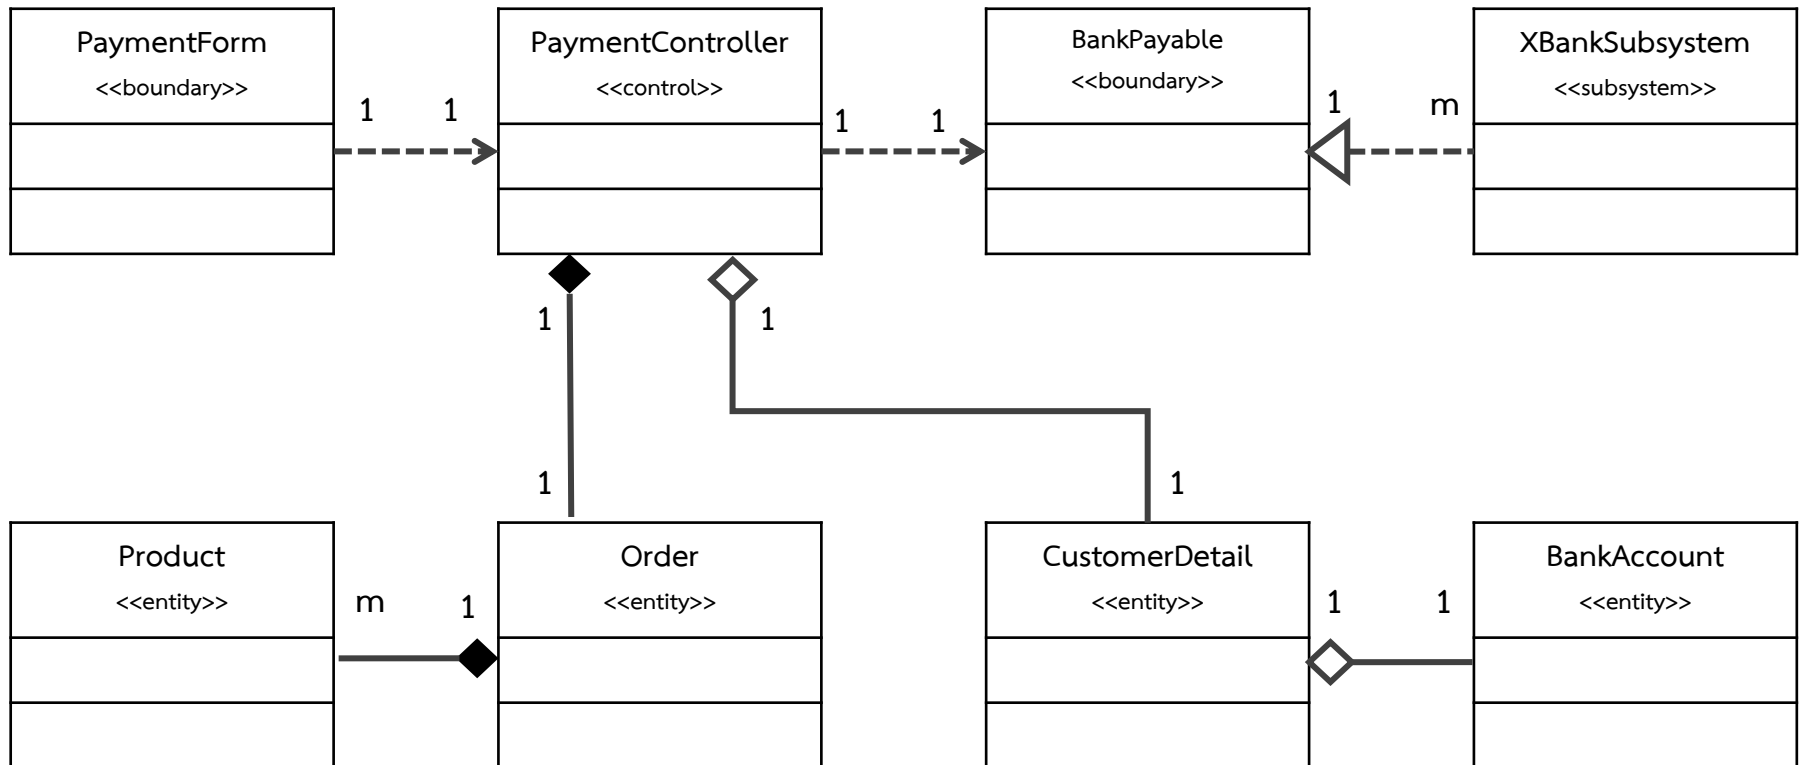 PaymentForm
<<boundary>>
1 1
PaymentController
<<control>>
1 1
BankPayable
<<boundary>>
1 m
XBankSubsystem
<<subsystem>>
1
1
1
1
Product
<<entity>>
m 1
Order
<<entity>>
CustomerDetail
<<entity>>
1 1
BankAccount
<<entity>>